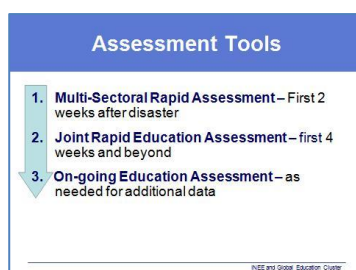 Assessment Tools
1. Multi-Sectoral Rapid Assessment – First 2
weeks after disaster
2. Joint Rapid Education Assessment – first 4
weeks and beyond
3. On-going Education Assessment – as
needed for additional data
INEE and Global Education Cluster